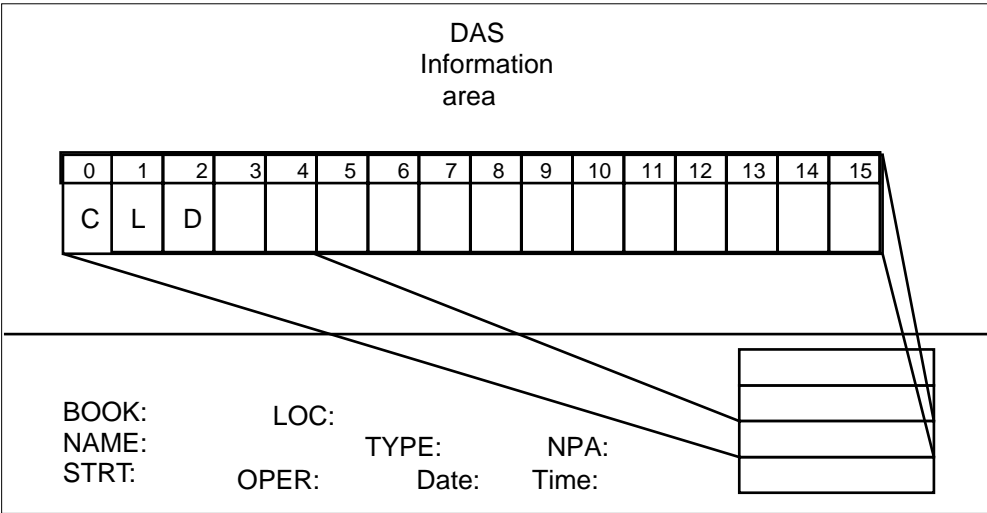 DAS
Information
area
0 1 2 3 4 5 6 7 8 9 10 11 12 13 14 15
C L D
BOOK: LOC:
NAME: TYPE: NPA:
STRT: OPER: Date: Time: